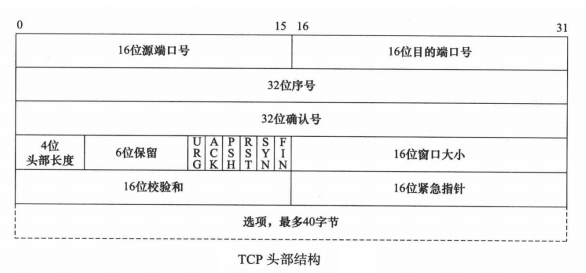 0 15 16 31
16位源端口号 16位目的端口号
32位序号
32位确认号
4位
头部长度 6位保留 URG ACK PSH RST SYN FIN 16位窗口大小
16位校验和 16位紧急指针
选项，最多40字节
TCP 头部结构